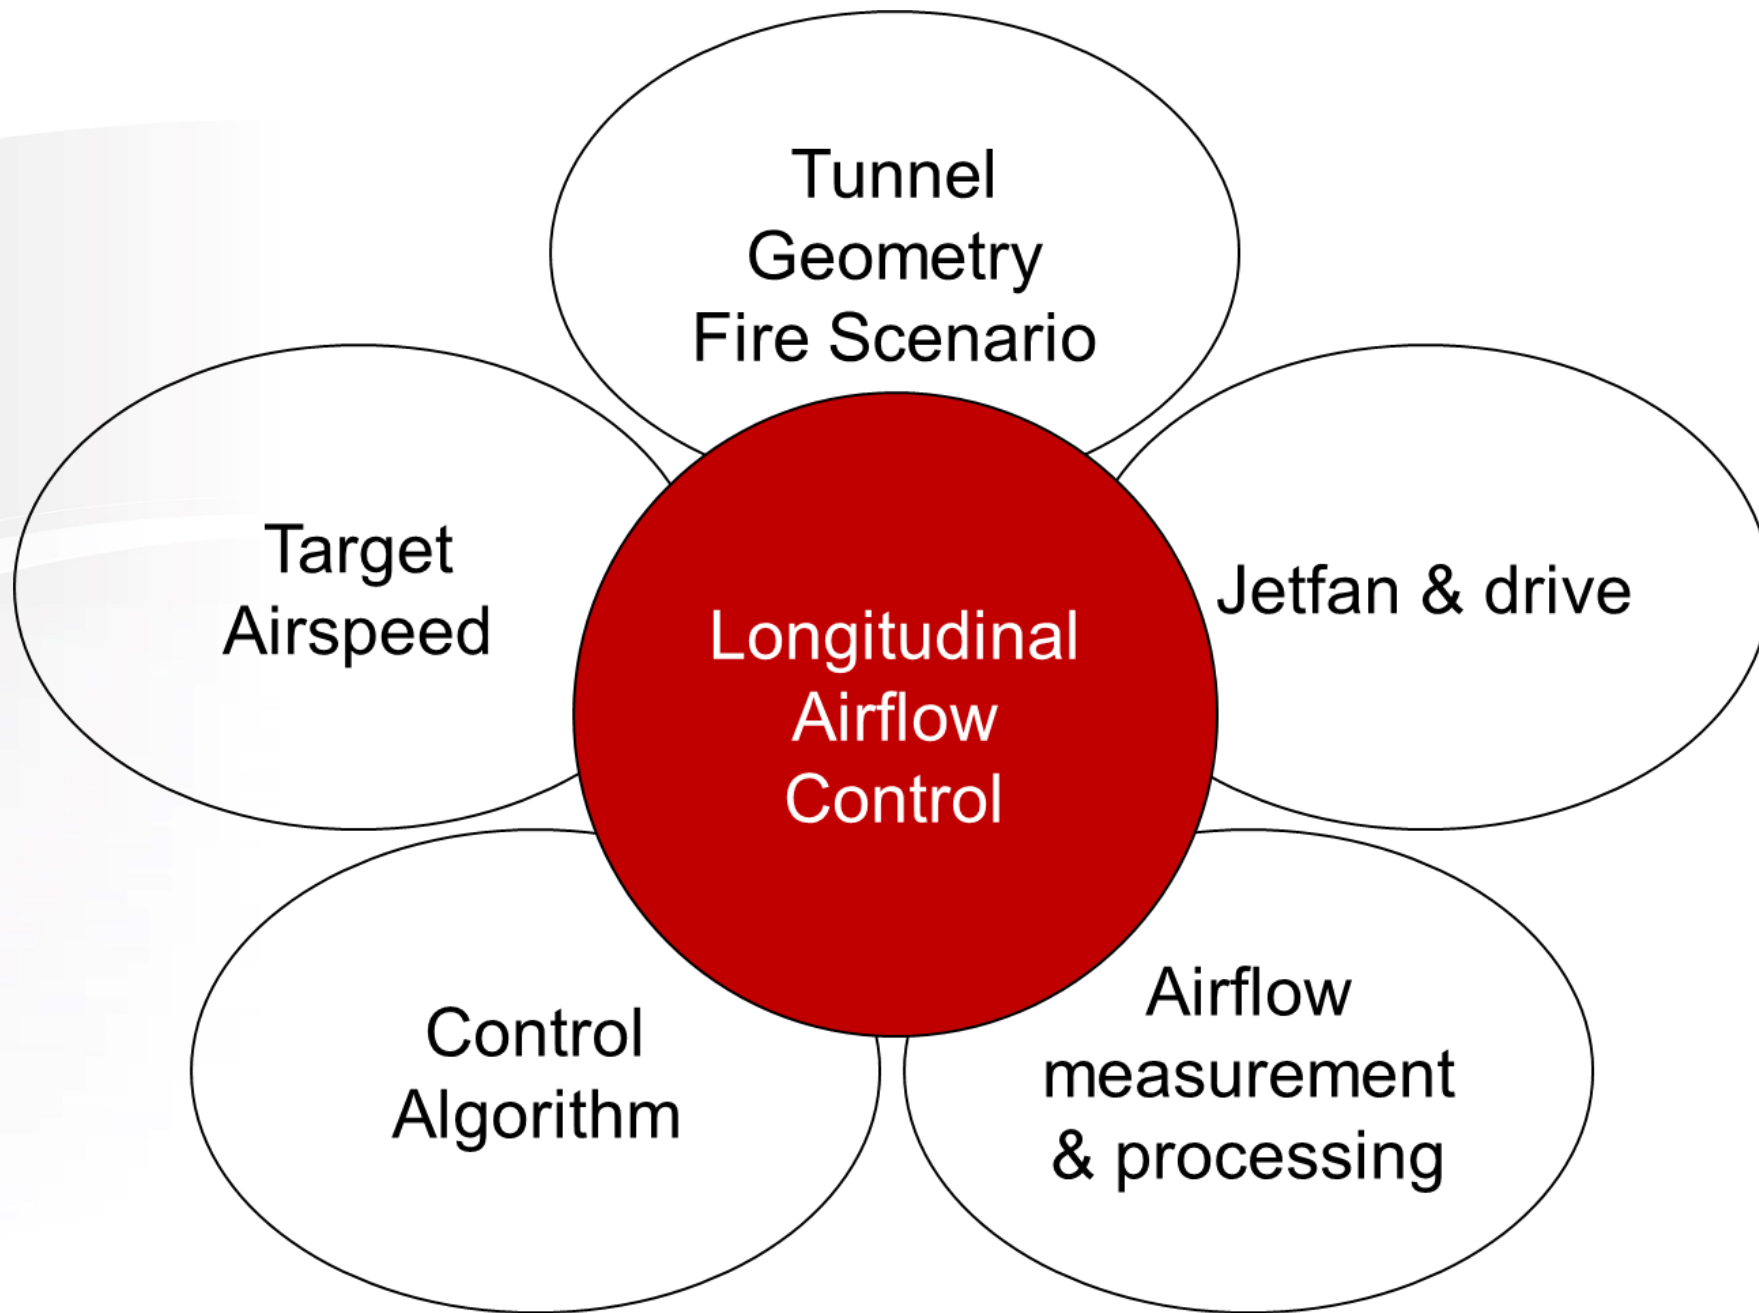 Tunnel
Geometry
Fire Scenario
Target
Airspeed
Jetfan & drive
Longitudinal
Airflow
Control
Control
Algorithm
Airflow
measurement
& processing